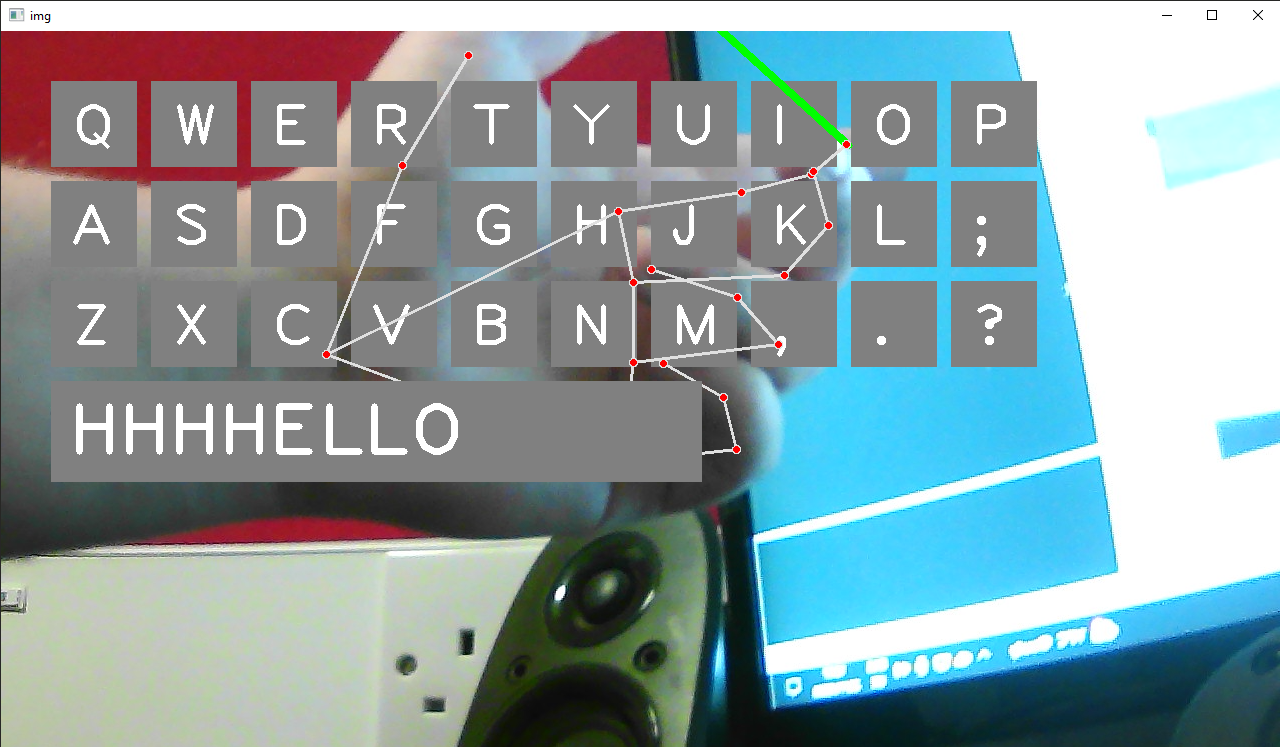 img
Q W E R T Y U I O P
A S D F G H J K L ;
Z X C V B N M , . ?
HHHHELLO